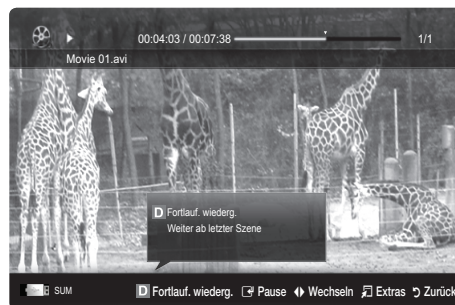 00:04:03 / 00:07:38 1/1
Movie 01.avi
D Fortlauf. wiederg.
Weiter ab letzter Szene
SUM D Fortlauf. wiederg. Pause Wechseln Extras Zurück